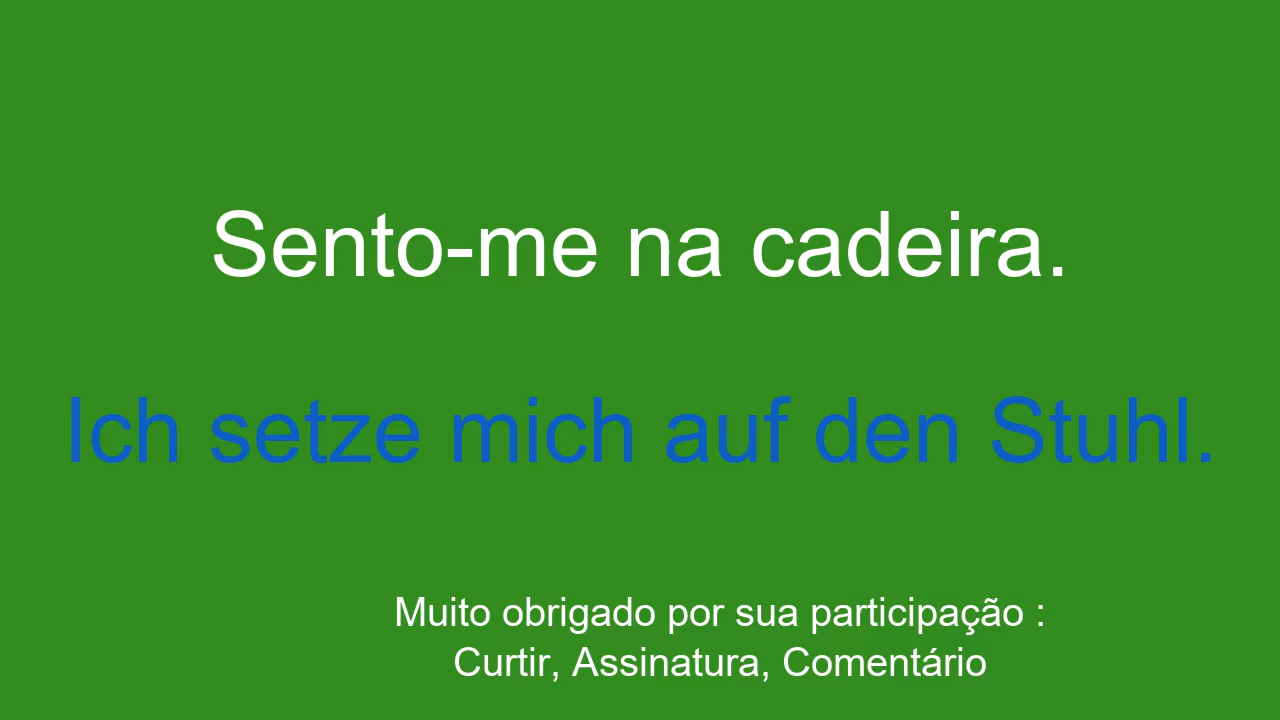 Sento-me na cadeira.
Ich setze mich auf den Stuhl.
Muito obrigado por sua participação :
Curtir, Assinatura, Comentário